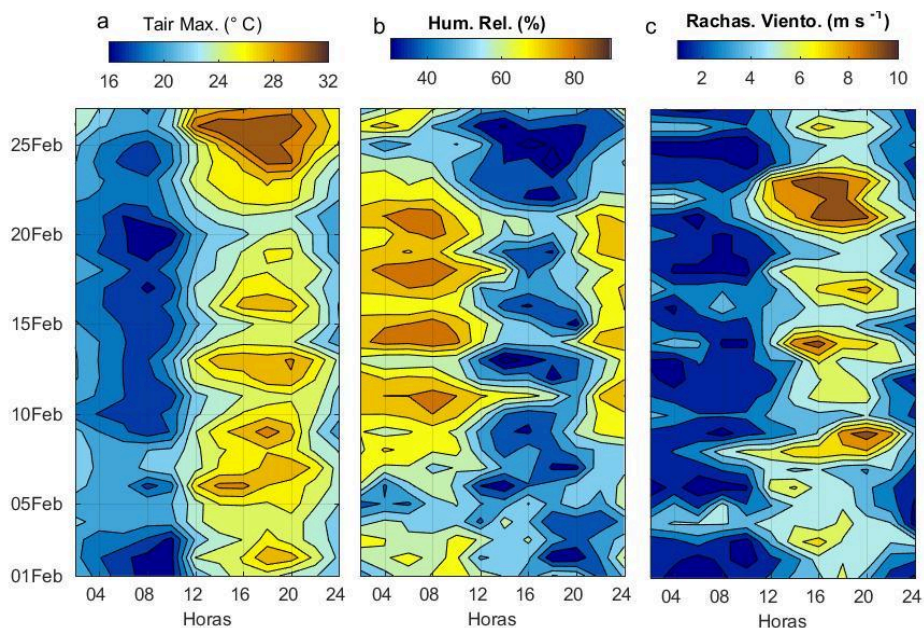 a Tair Max. (° C)
16 20 24 28 32
b Hum. Rel. (%)
40 60 80
c Rachas. Viento. (m s⁻¹)
2 4 6 8 10
25Feb
20Feb
15Feb
10Feb
05Feb
01Feb
04 08 12 16 20 24
Horas
04 08 12 16 20 24
Horas
04 08 12 16 20 24
Horas